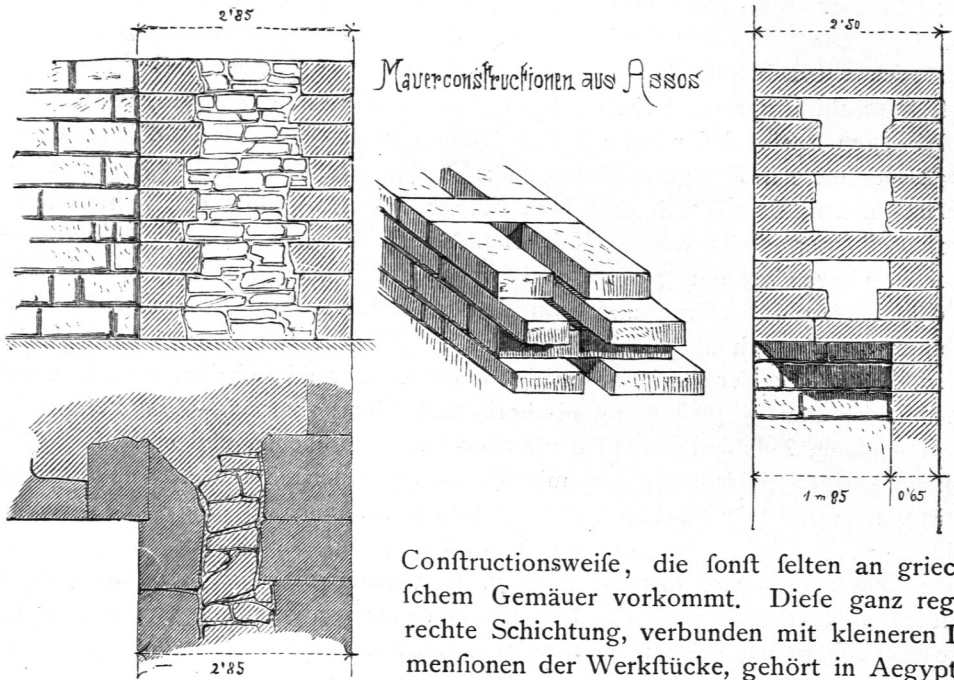 2'85
2'50
Mauerconstructionen aus Assos
1 m 85
0'65
Conſtructionsweiſe, die ſonſt ſelten an griec
ſchem Gemäuer vorkommt. Dieſe ganz reg
rechte Schichtung, verbunden mit kleineren
menſionen der Werkſtücke, gehört in Aegypt
2'85